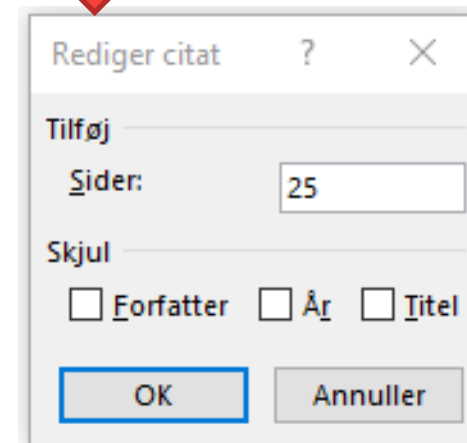 Rediger citat ?
Tilføj
Sider: 25
Skjul
Forfatter År Titel
OK Annuller